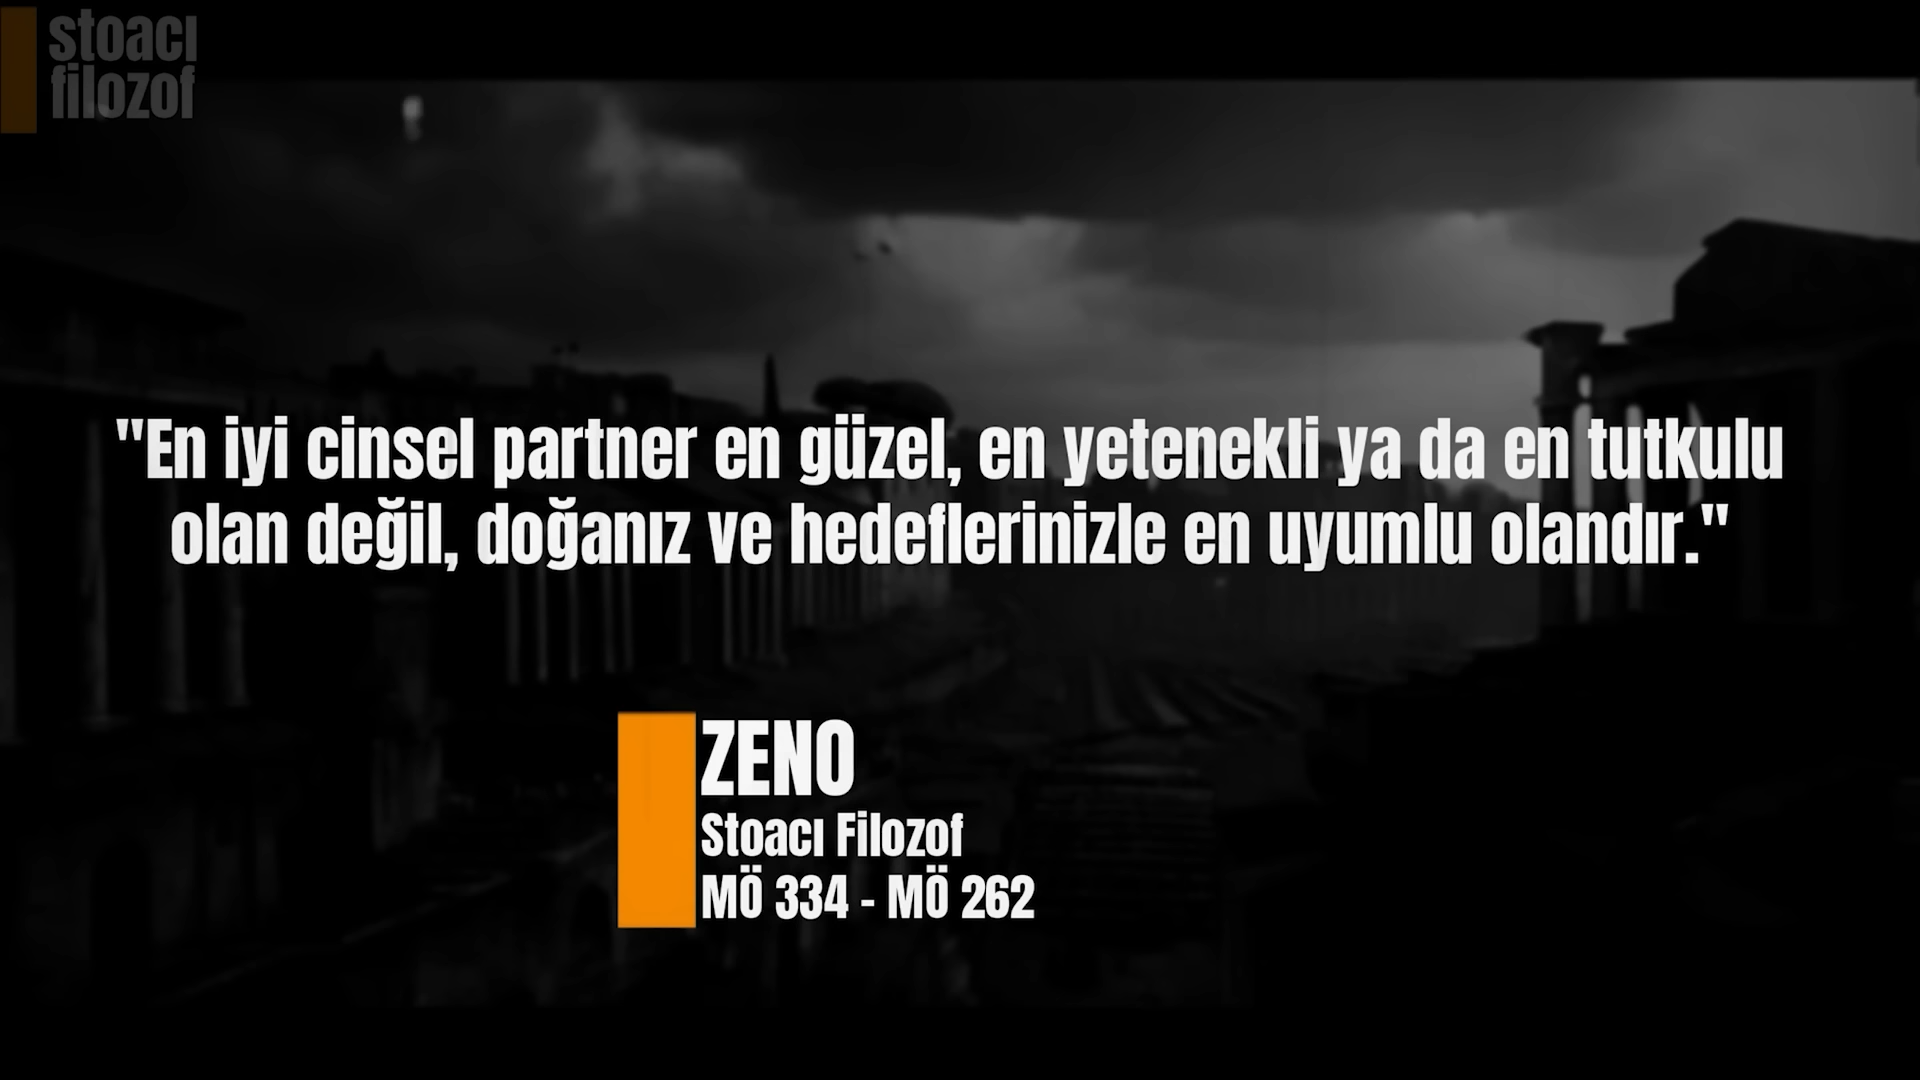 stoacı
filozof
"En iyi cinsel partner en güzel, en yetenekli ya da en tutkulu
olan değil, doğanız ve hedeflerinizle en uyumlu olandır."
ZENO
Stoacı Filozof
MÖ 334 - MÖ 262